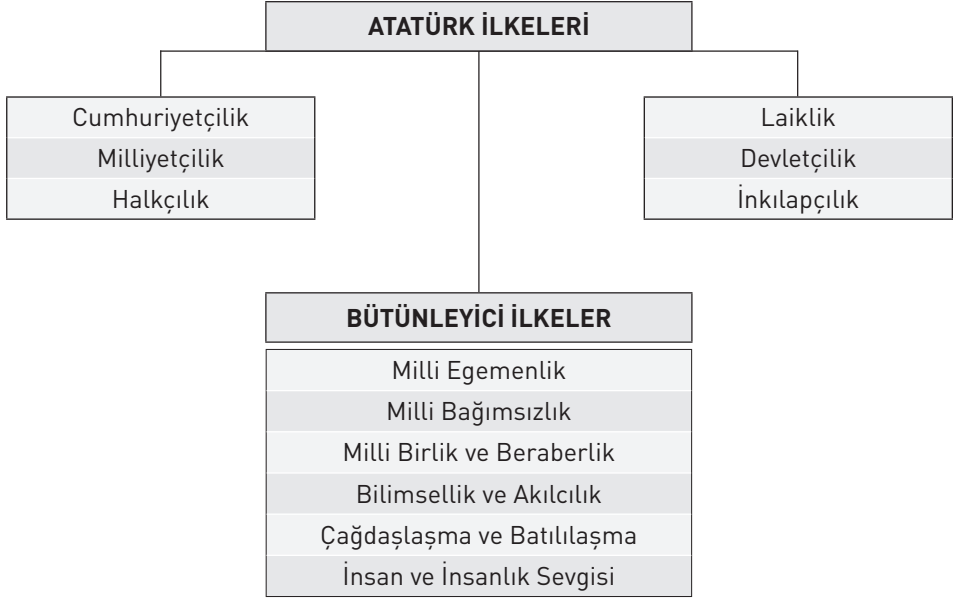 ATATÜRK İLKELERİ
Cumhuriyetçilik
Milliyetçilik
Halkçılık
Laiklik
Devletçilik
İnkılapçılık
BÜTÜNLEYİCİ İLKELER
Milli Egemenlik
Milli Bağımsızlık
Milli Birlik ve Beraberlik
Bilimsellik ve Akılcılık
Çağdaşlaşma ve Batılılaşma
İnsan ve İnsanlık Sevgisi